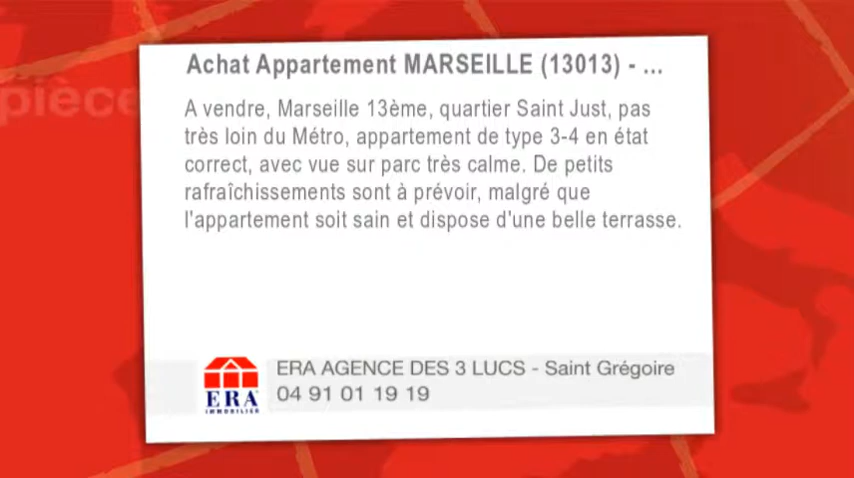 Achat Appartement MARSEILLE (13013) - ...
pièce
A vendre, Marseille 13ème, quartier Saint Just, pas
très loin du Métro, appartement de type 3-4 en état
correct, avec vue sur parc très calme. De petits
rafraîchissements sont à prévoir, malgré que
l'appartement soit sain et dispose d'une belle terrasse.
ERA AGENCE DES 3 LUCS - Saint Grégoire
04 91 01 19 19
ERA
IMMOBILIER